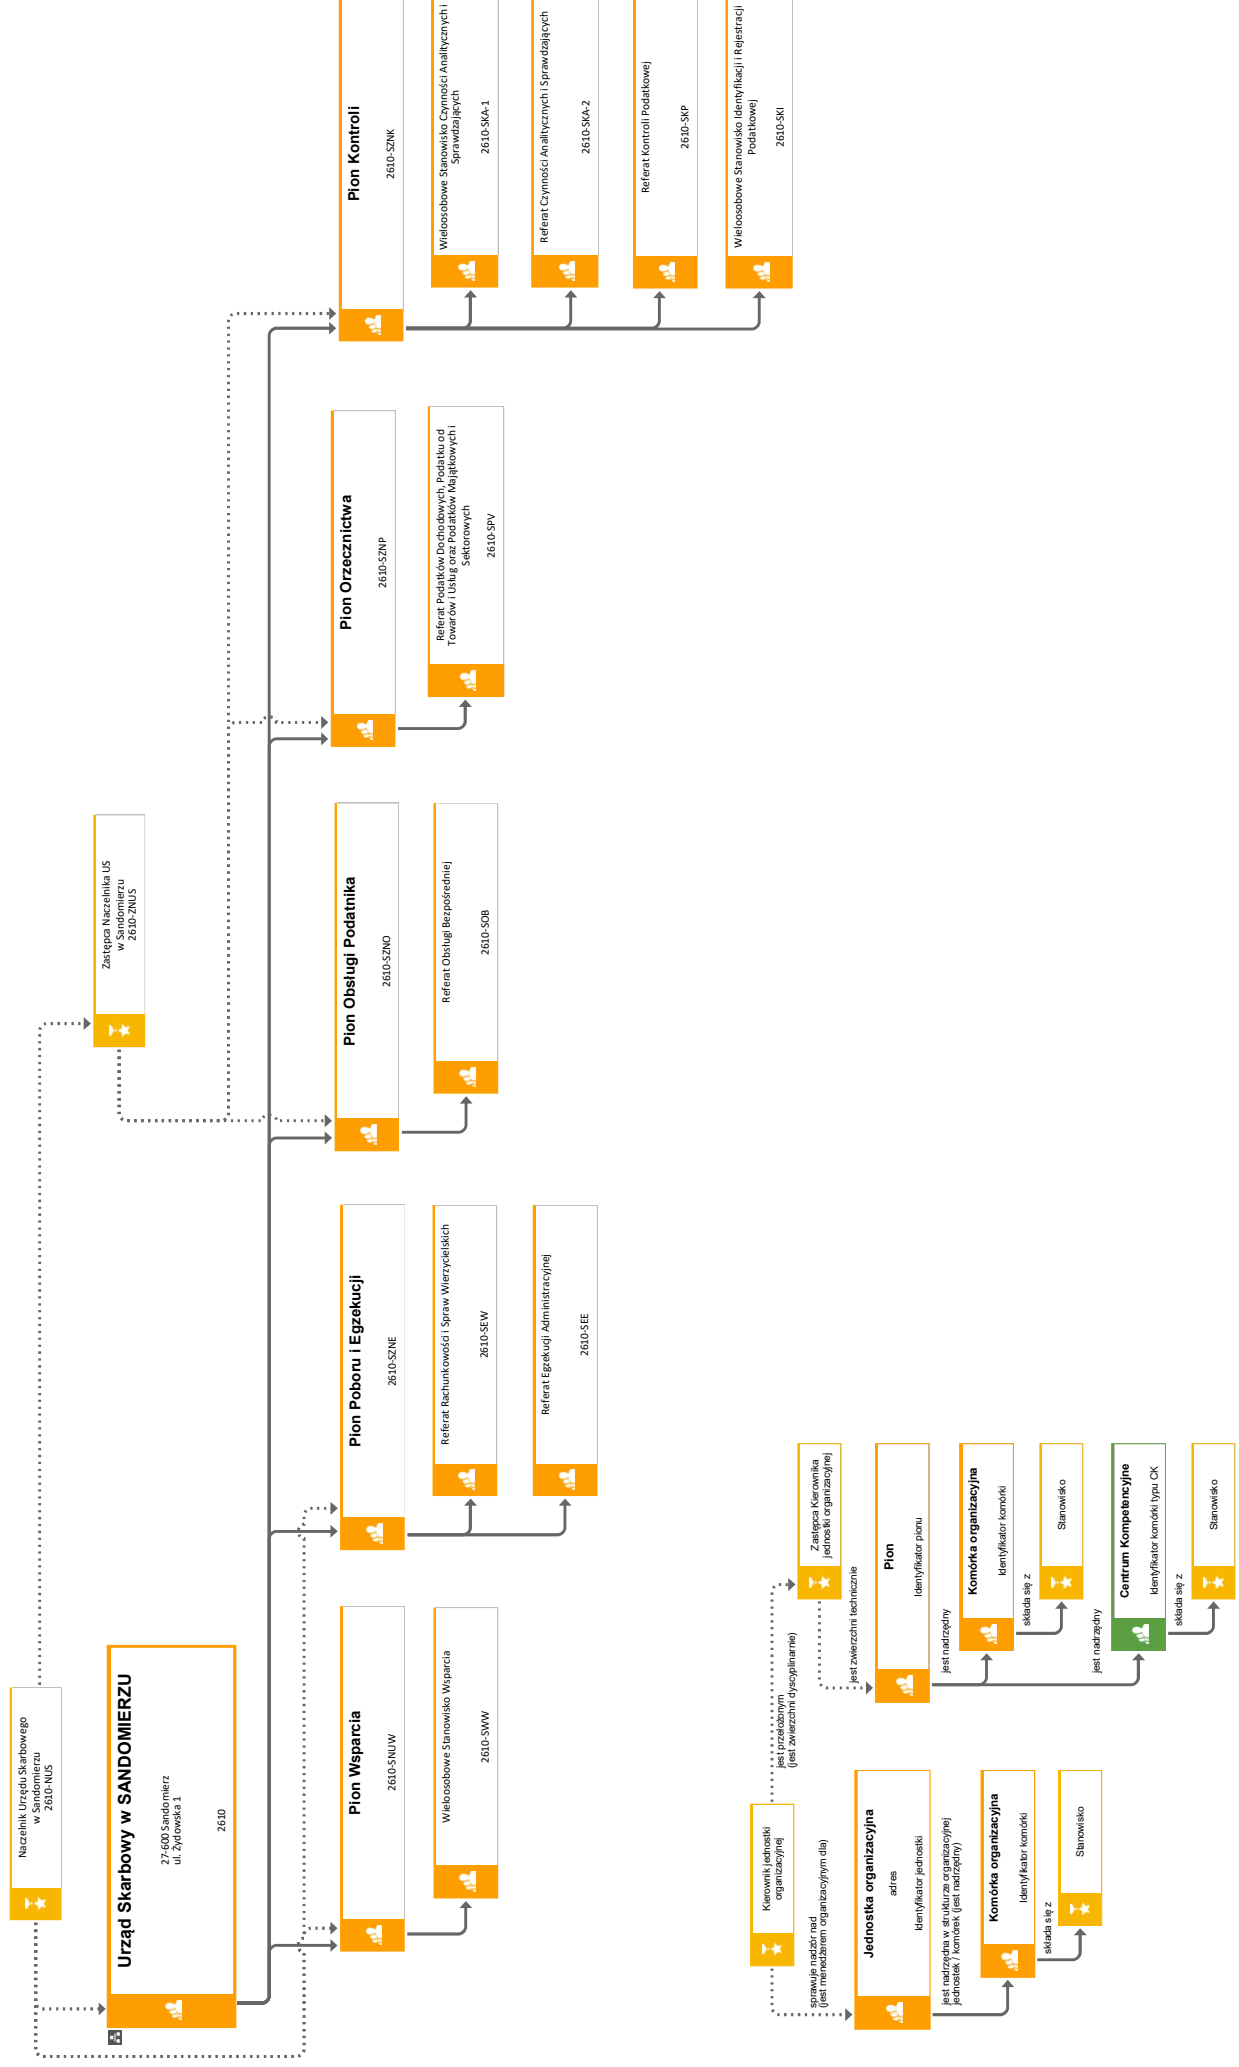 Naczelnik Urzędu Skarbowego
w Sandomierzu
2610-NUS
Zastępca Naczelnika US
w Sandomierzu
2610-ZNUS
Urząd Skarbowy w SANDOMIERZU
27-600 Sandomierz
ul. Żydowska 1
2610
Pion Wsparcia
2610-SNUW
Wieloosobowe Stanowisko Wsparcia
2610-SWW
Pion Poboru i Egzekucji
2610-SZNE
Referat Rachunkowości i Spraw Wierzycielskich
2610-SEW
Referat Egzekucji Administracyjnej
2610-SEE
Pion Obsługi Podatnika
2610-SZNO
Referat Obsługi Bezpośredniej
2610-SOB
Pion Orzecznictwa
2610-SZNP
Referat Podatków Dochodowych, Podatku od
Towarów i Usług oraz Podatków Majątkowych i
Sektorowych
2610-SPV
Pion Kontroli
2610-SZNK
Wieloosobowe Stanowisko Czynności Analitycznych i
Sprawdzających
2610-SKA-1
Referat Czynności Analitycznych i Sprawdzających
2610-SKA-2
Referat Kontroli Podatkowej
2610-SKP
Wieloosobowe Stanowisko Identyfikacji i Rejestracji
Podatkowej
2610-SKI
Kierownik jednostki
organizacyjnej
jest przełożonym
(jest zwierzchni dyscyplinarnie)
Zastępca Kierownika
jednostki organizacyjnej
sprawuje nadzór nad
(jest menedżerem organizacyjnym dla)
Jednostka organizacyjna
adres
Identyfikator jednostki
jest nadrzędna w strukturze organizacyjnej
jednostek / komórek (jest nadrzędny)
Komórka organizacyjna
Identyfikator komórki
składa się z
Stanowisko
jest zwierzchni technicznie
Pion
Identyfikator pionu
jest nadrzędny
Komórka organizacyjna
Identyfikator komórki
składa się z
Stanowisko
jest nadrzędny
Centrum Kompetencyjne
Identyfikator komórki typu CK
składa się z
Stanowisko